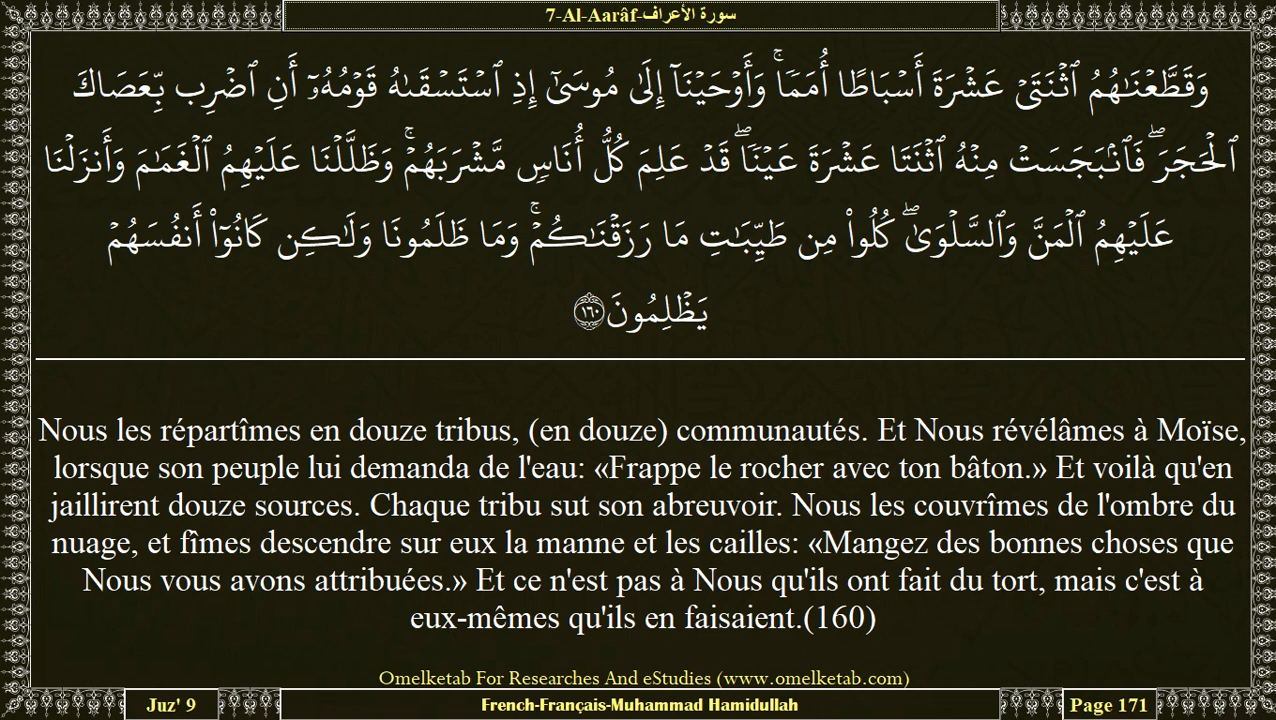 7-Al-Aarâf-سورة الأعراف
وَقَطَّعْنَـٰهُمُ ٱثْنَتَىْ عَشْرَةَ أَسْبَاطًا أُمَمًا ۚ وَأَوْحَيْنَآ إِلَىٰ مُوسَىٰٓ إِذِ ٱسْتَسْقَىٰهُ قَوْمُهُۥٓ أَنِ ٱضْرِب بِّعَصَاكَ
ٱلْحَجَرَ ۖ فَٱنۢبَجَسَتْ مِنْهُ ٱثْنَتَا عَشْرَةَ عَيْنًا ۖ قَدْ عَلِمَ كُلُّ أُنَاسٍ مَّشْرَبَهُمْ ۚ وَظَلَّلْنَا عَلَيْهِمُ ٱلْغَمَـٰمَ وَأَنزَلْنَا
عَلَيْهِمُ ٱلْمَنَّ وَٱلسَّلْوَىٰ ۖ كُلُوا۟ مِن طَيِّبَـٰتِ مَا رَزَقْنَـٰكُمْ ۚ وَمَا ظَلَمُونَا وَلَـٰكِن كَانُوٓا۟ أَنفُسَهُمْ
يَظْلِمُونَ ١٦٠
Nous les répartîmes en douze tribus, (en douze) communautés. Et Nous révélâmes à Moïse,
lorsque son peuple lui demanda de l'eau: «Frappe le rocher avec ton bâton.» Et voilà qu'en
jaillirent douze sources. Chaque tribu sut son abreuvoir. Nous les couvrîmes de l'ombre du
nuage, et fîmes descendre sur eux la manne et les cailles: «Mangez des bonnes choses que
Nous vous avons attribuées.» Et ce n'est pas à Nous qu'ils ont fait du tort, mais c'est à
eux-mêmes qu'ils en faisaient.(160)
Omelketab For Researches And eStudies (www.omelketab.com)
Juz' 9
French-Français-Muhammad Hamidullah
Page 171